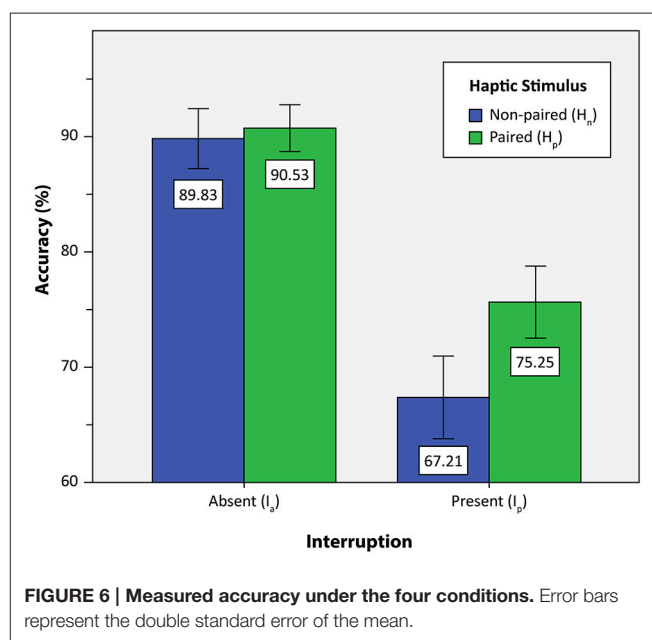 Haptic Stimulus
Non-paired (Hn)
Paired (Hp)
Accuracy (%)
90
80
70
60
89.83
90.53
67.21
75.25
Absent (Ia)
Present (Ip)
Interruption
FIGURE 6 | Measured accuracy under the four conditions. Error bars
represent the double standard error of the mean.